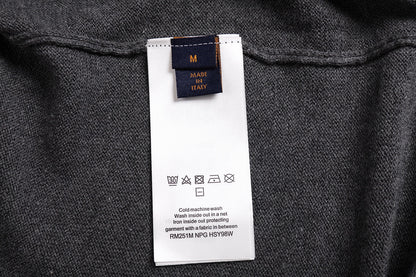 M
MADE
IN
ITALY
Cold machine wash
Wash inside out in a net
Iron inside out protecting
garment with a fabric in between
RM251M NPG HSY98W